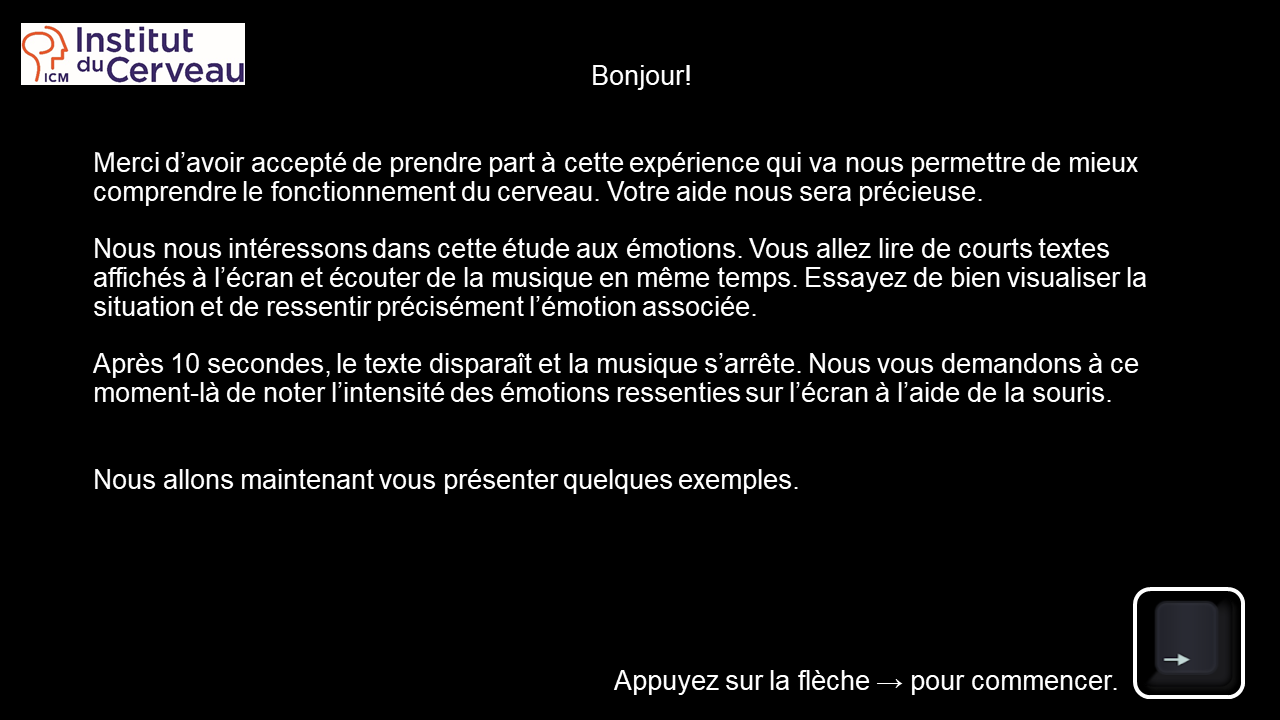 Institut
du Cerveau
ICM
Bonjour!
Merci d’avoir accepté de prendre part à cette expérience qui va nous permettre de mieux
comprendre le fonctionnement du cerveau. Votre aide nous sera précieuse.
Nous nous intéressons dans cette étude aux émotions. Vous allez lire de courts textes
affichés à l’écran et écouter de la musique en même temps. Essayez de bien visualiser la
situation et de ressentir précisément l’émotion associée.
Après 10 secondes, le texte disparaît et la musique s’arrête. Nous vous demandons à ce
moment-là de noter l’intensité des émotions ressenties sur l’écran à l’aide de la souris.
Nous allons maintenant vous présenter quelques exemples.
Appuyez sur la flèche → pour commencer.
→